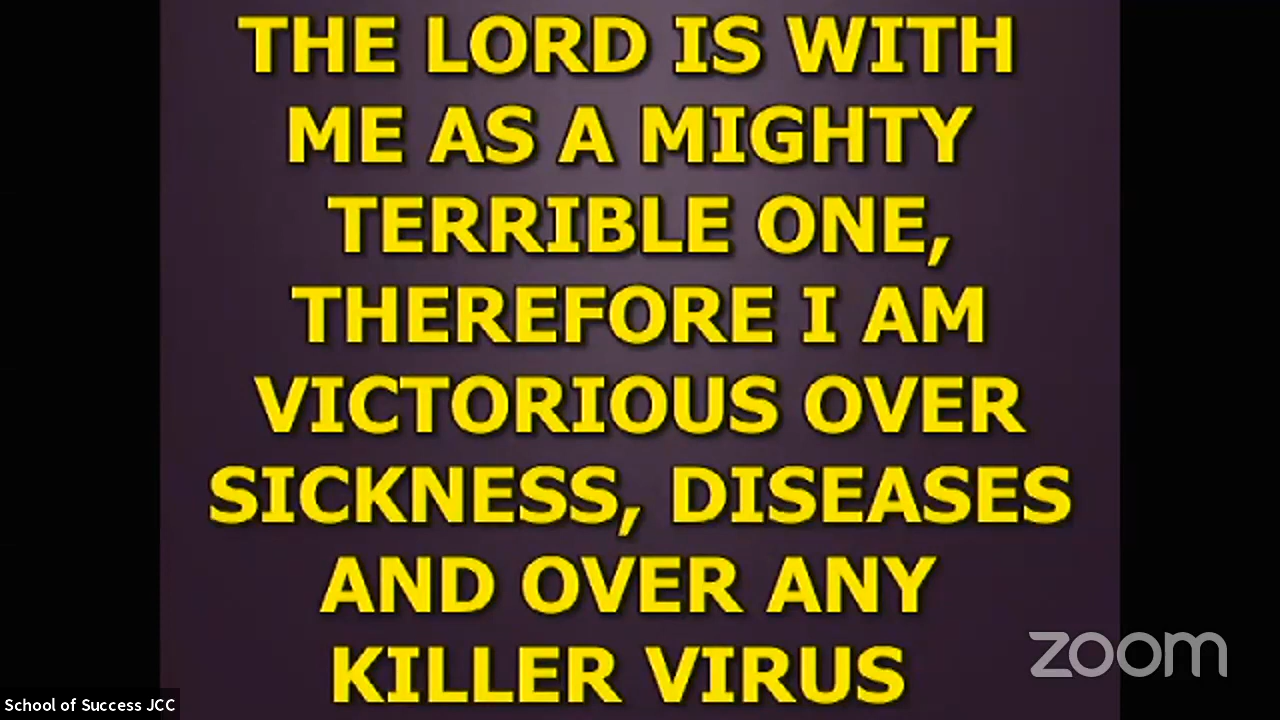 THE LORD IS WITH
ME AS A MIGHTY
TERRIBLE ONE,
THEREFORE I AM
VICTORIOUS OVER
SICKNESS, DISEASES
AND OVER ANY
KILLER VIRUS
zoom
School of Success JCC